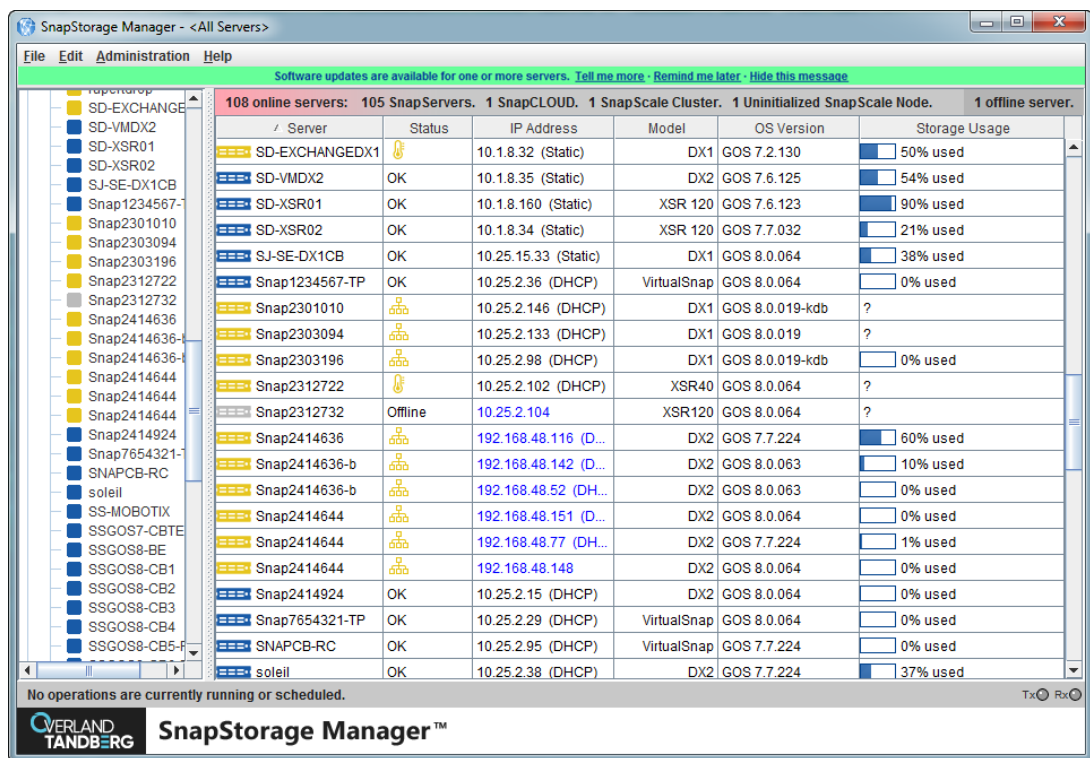 SnapStorage Manager - <All Servers>
File Edit Administration Help
Software updates are available for one or more servers. Tell me more - Remind me later - Hide this message
108 online servers: 105 SnapServers. 1 SnapCLOUD. 1 SnapScale Cluster. 1 Uninitialized SnapScale Node. 1 offline server.
SD-EXCHANGE
SD-VMDX2
SD-XSR01
SD-XSR02
SJ-SE-DX1CB
Snap1234567-T
Snap2301010
Snap2303094
Snap2303196
Snap2312722
Snap2312732
Snap2414636
Snap2414636-b
Snap2414636-b
Snap2414644
Snap2414644
Snap2414644
Snap2414924
Snap7654321-T
SNAPCB-RC
soleil
SS-MOBOTIX
SSGOS7-CBTE
SSGOS8-BE
SSGOS8-CB1
SSGOS8-CB2
SSGOS8-CB3
SSGOS8-CB4
SSGOS8-CB5-F
Server Status IP Address Model OS Version Storage Usage
SD-EXCHANGEDX1 10.1.8.32 (Static) DX1 GOS 7.2.130 50% used
SD-VMDX2 OK 10.1.8.35 (Static) DX2 GOS 7.6.125 54% used
SD-XSR01 OK 10.1.8.160 (Static) XSR 120 GOS 7.6.123 90% used
SD-XSR02 OK 10.1.8.34 (Static) XSR 120 GOS 7.7.032 21% used
SJ-SE-DX1CB OK 10.25.15.33 (Static) DX1 GOS 8.0.064 38% used
Snap1234567-TP OK 10.25.2.36 (DHCP) VirtualSnap GOS 8.0.064 0% used
Snap2301010 10.25.2.146 (DHCP) DX1 GOS 8.0.019-kdb ?
Snap2303094 10.25.2.133 (DHCP) DX1 GOS 8.0.019 ?
Snap2303196 10.25.2.98 (DHCP) DX1 GOS 8.0.019-kdb 0% used
Snap2312722 10.25.2.102 (DHCP) XSR40 GOS 8.0.064 ?
Snap2312732 Offline 10.25.2.104 XSR120 GOS 8.0.064 ?
Snap2414636 192.168.48.116 (D... DX2 GOS 7.7.224 60% used
Snap2414636-b 192.168.48.142 (D... DX2 GOS 8.0.063 10% used
Snap2414636-b 192.168.48.52 (DH... DX2 GOS 8.0.063 0% used
Snap2414644 192.168.48.151 (D... DX2 GOS 8.0.064 0% used
Snap2414644 192.168.48.77 (DH... DX2 GOS 7.7.224 1% used
Snap2414644 192.168.48.148 DX2 GOS 8.0.064 0% used
Snap2414924 OK 10.25.2.15 (DHCP) DX2 GOS 8.0.064 0% used
Snap7654321-TP OK 10.25.2.29 (DHCP) VirtualSnap GOS 8.0.064 0% used
SNAPCB-RC OK 10.25.2.95 (DHCP) VirtualSnap GOS 7.7.224 0% used
soleil OK 10.25.2.38 (DHCP) DX2 GOS 7.7.224 37% used
No operations are currently running or scheduled. Tx Rx
OVERLAND
TANDBERG
SnapStorage Manager™